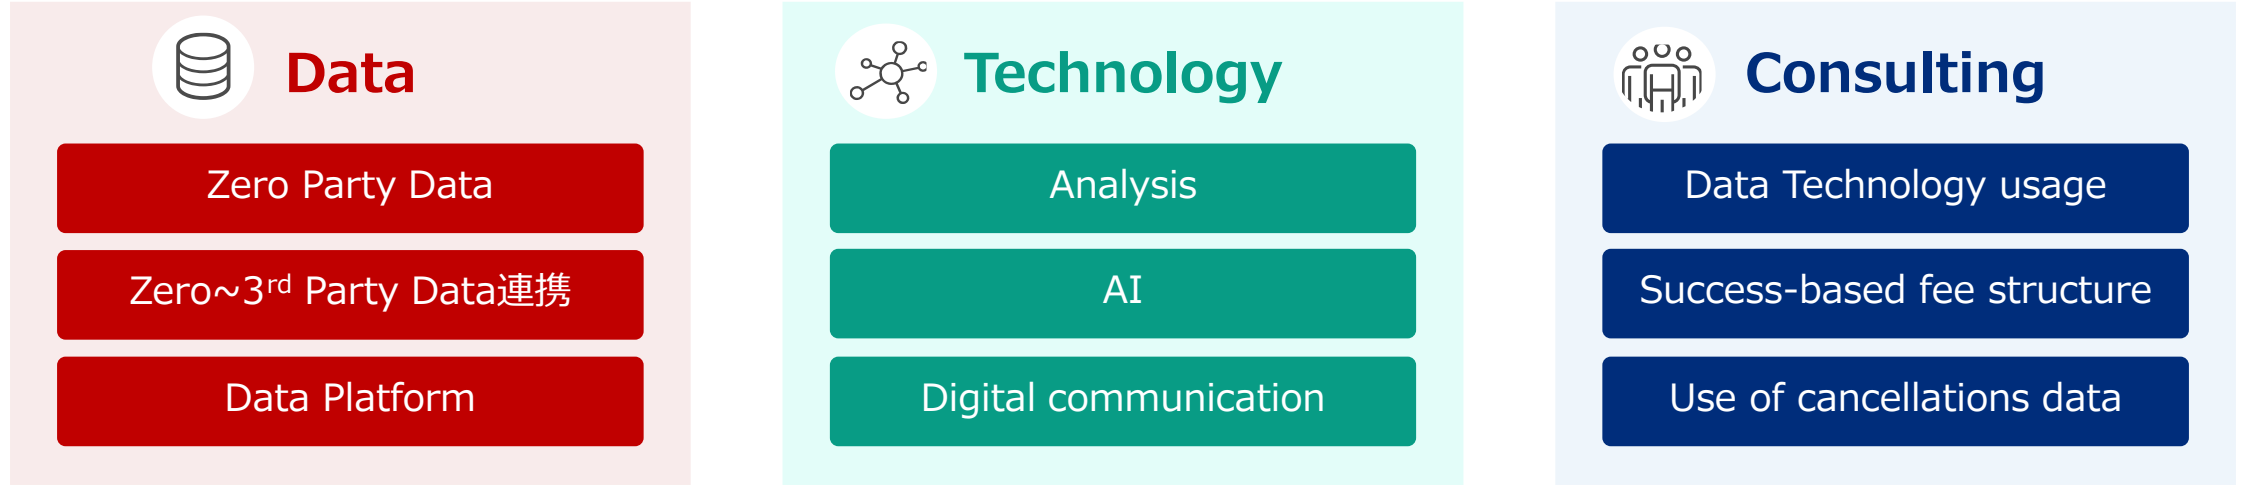 Data
Zero Party Data
Zero~3rd Party Data連携
Data Platform
Technology
Analysis
AI
Digital communication
Consulting
Data Technology usage
Success-based fee structure
Use of cancellations data